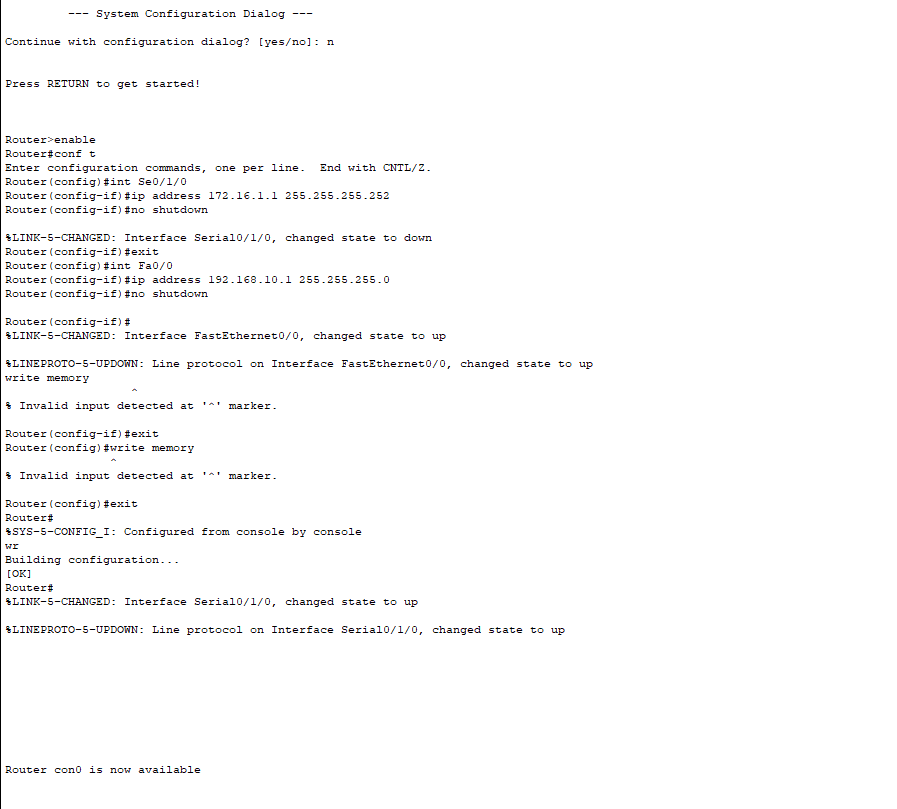 --- System Configuration Dialog ---
Continue with configuration dialog? [yes/no]: n
Press RETURN to get started!
Router>enable
Router#conf t
Enter configuration commands, one per line.  End with CNTL/Z.
Router(config)#int Se0/1/0
Router(config-if)#ip address 172.16.1.1 255.255.255.252
Router(config-if)#no shutdown
%LINK-5-CHANGED: Interface Serial0/1/0, changed state to down
Router(config-if)#exit
Router(config)#int Fa0/0
Router(config-if)#ip address 192.168.10.1 255.255.255.0
Router(config-if)#no shutdown
Router(config-if)#
%LINK-5-CHANGED: Interface FastEthernet0/0, changed state to up
%LINEPROTO-5-UPDOWN: Line protocol on Interface FastEthernet0/0, changed state to up
write memory
^
% Invalid input detected at '^' marker.
Router(config-if)#exit
Router(config)#write memory
^
% Invalid input detected at '^' marker.
Router(config)#exit
Router#
%SYS-5-CONFIG_I: Configured from console by console
wr
Building configuration...
[OK]
Router#
%LINK-5-CHANGED: Interface Serial0/1/0, changed state to up
%LINEPROTO-5-UPDOWN: Line protocol on Interface Serial0/1/0, changed state to up
Router con0 is now available